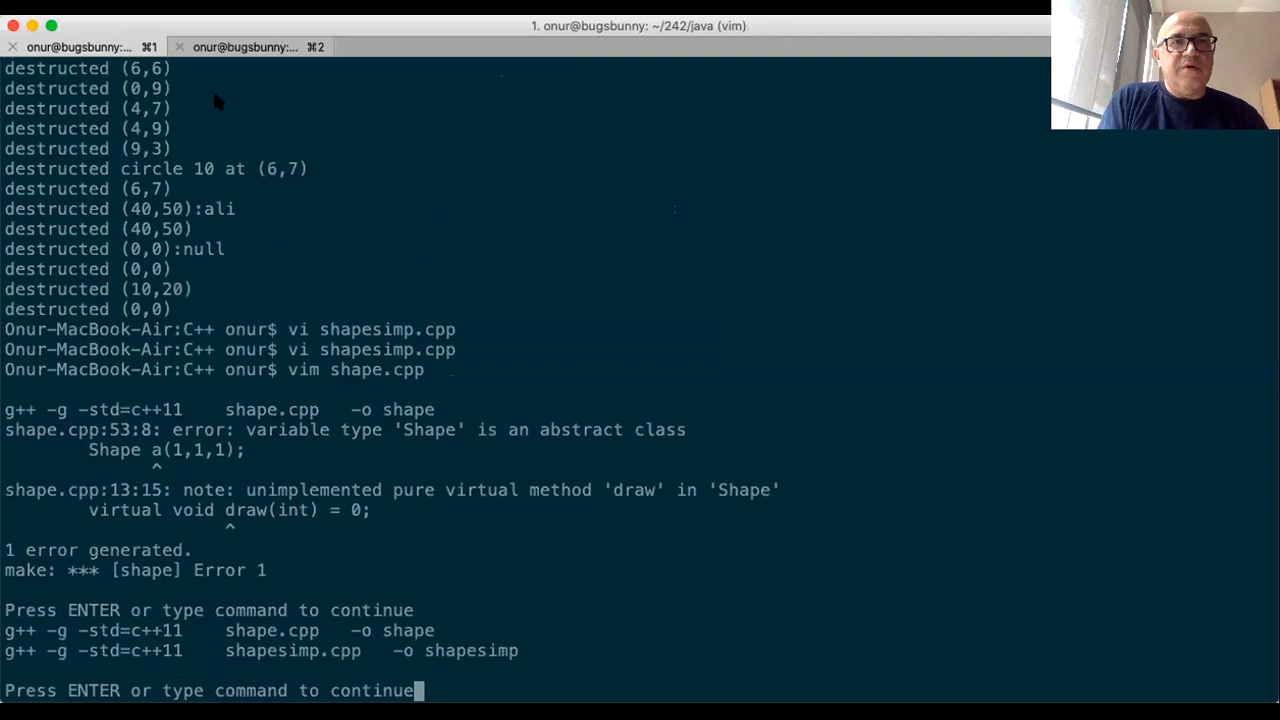 1. onur@bugsbunny: ~/242/java (vim)
onur@bugsbunny:... ⌘1 onur@bugsbunny:... ⌘2
destructed (6,6)
destructed (0,9)
destructed (4,7)
destructed (4,9)
destructed (9,3)
destructed circle 10 at (6,7)
destructed (6,7)
destructed (40,50):ali
destructed (40,50)
destructed (0,0):null
destructed (0,0)
destructed (10,20)
destructed (0,0)
Onur-MacBook-Air:C++ onur$ vi shapesimp.cpp
Onur-MacBook-Air:C++ onur$ vi shapesimp.cpp
Onur-MacBook-Air:C++ onur$ vim shape.cpp
g++ -g -std=c++11    shape.cpp   -o shape
shape.cpp:53:8: error: variable type 'Shape' is an abstract class
        Shape a(1,1,1);
              ^
shape.cpp:13:15: note: unimplemented pure virtual method 'draw' in 'Shape'
        virtual void draw(int) = 0;
                     ^
1 error generated.
make: *** [shape] Error 1
Press ENTER or type command to continue
g++ -g -std=c++11    shape.cpp   -o shape
g++ -g -std=c++11    shapesimp.cpp   -o shapesimp
Press ENTER or type command to continue